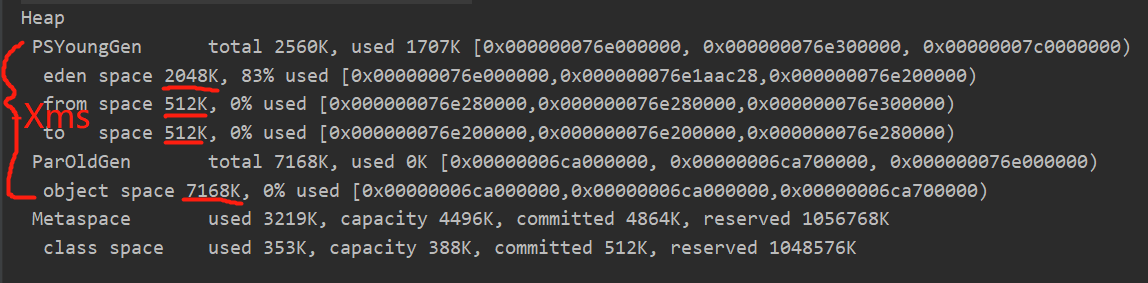 Heap
PSYoungGen      total 2560K, used 1707K [0x000000076e000000, 0x000000076e300000, 0x00000007c0000000)
eden space 2048K, 83% used [0x000000076e000000,0x000000076e1aac28,0x000000076e200000)
from space 512K, 0% used [0x000000076e280000,0x000000076e280000,0x000000076e300000)
-Xms
to   space 512K, 0% used [0x000000076e200000,0x000000076e200000,0x000000076e280000)
ParOldGen       total 7168K, used 0K [0x00000006ca000000, 0x00000006ca700000, 0x000000076e000000)
object space 7168K, 0% used [0x00000006ca000000,0x00000006ca000000,0x00000006ca700000)
Metaspace       used 3219K, capacity 4496K, committed 4864K, reserved 1056768K
class space    used 353K, capacity 388K, committed 512K, reserved 1048576K